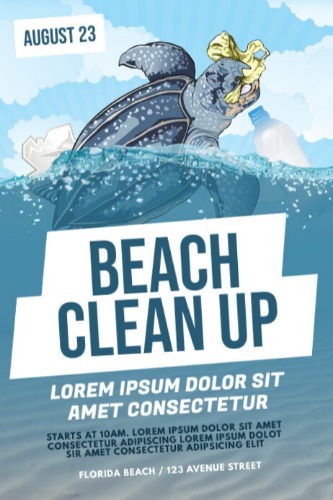 AUGUST 23
BEACH
CLEAN UP
LOREM IPSUM DOLOR SIT
AMET CONSECTETUR
STARTS AT 10AM. LOREM IPSUM DOLOR SIT AMET
CONSECTETUR ADIPISCING LOREM IPSUM DOLOR
SIR AMET CONSECTETUR ADIPISCING ELIT
FLORIDA BEACH / 123 AVENUE STREET